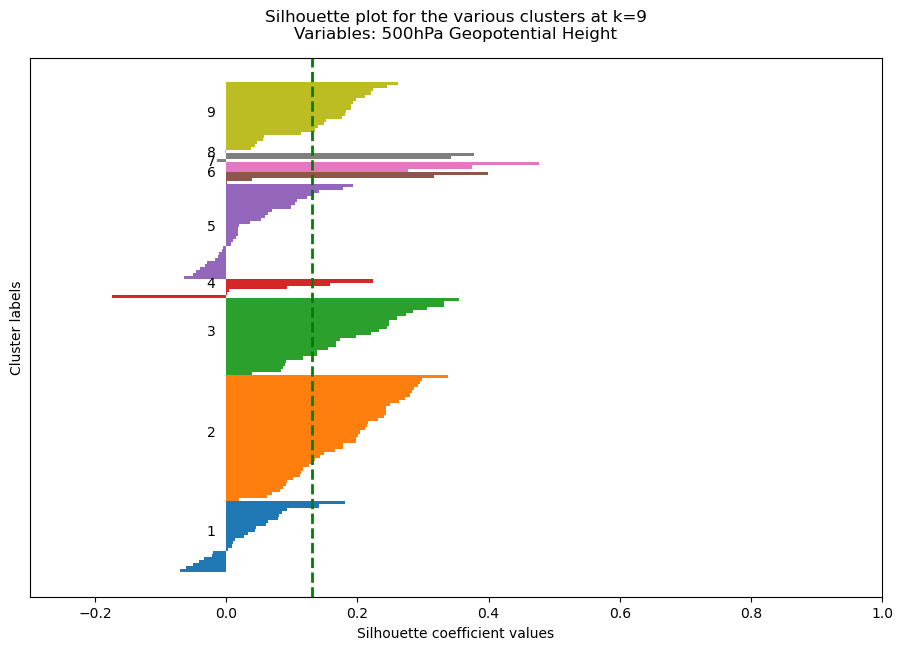 Silhouette plot for the various clusters at k=9
Variables: 500hPa Geopotential Height
Cluster labels
9
8
7
6
5
4
3
2
1
−0.2 0.0 0.2 0.4 0.6 0.8 1.0
Silhouette coefficient values